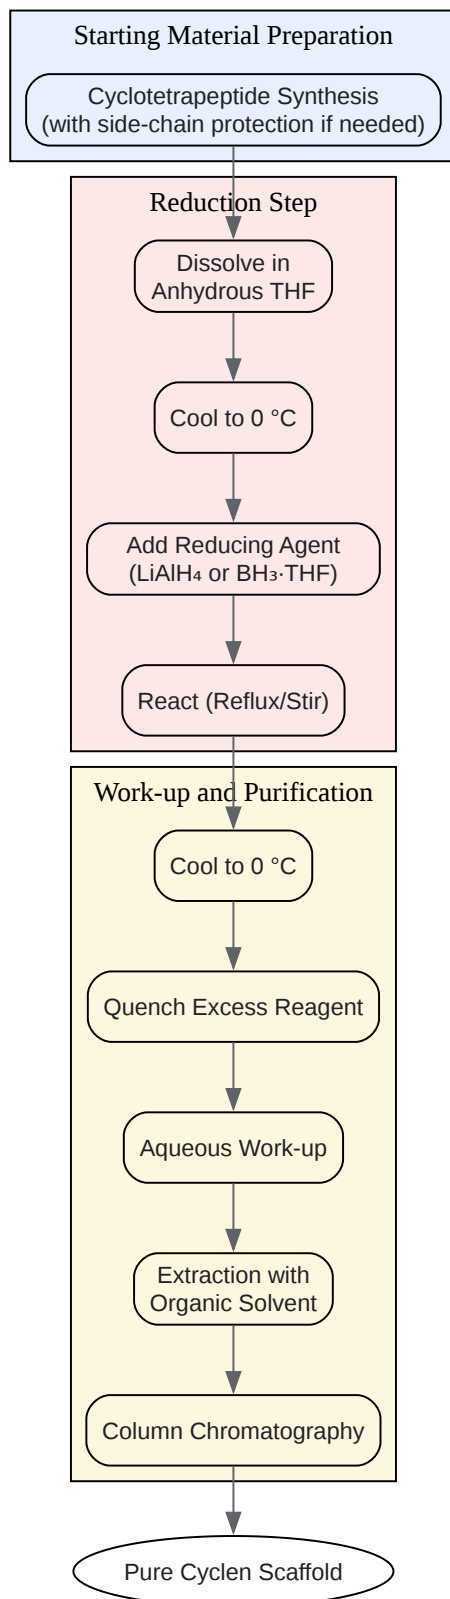 Starting Material Preparation
Cyclotetrapeptide Synthesis
(with side-chain protection if needed)
Reduction Step
Dissolve in
Anhydrous THF
Cool to 0 °C
Add Reducing Agent
(LiAlH₄ or BH₃·THF)
React (Reflux/Stir)
Work-up and Purification
Cool to 0 °C
Quench Excess Reagent
Aqueous Work-up
Extraction with
Organic Solvent
Column Chromatography
Pure Cyclen Scaffold